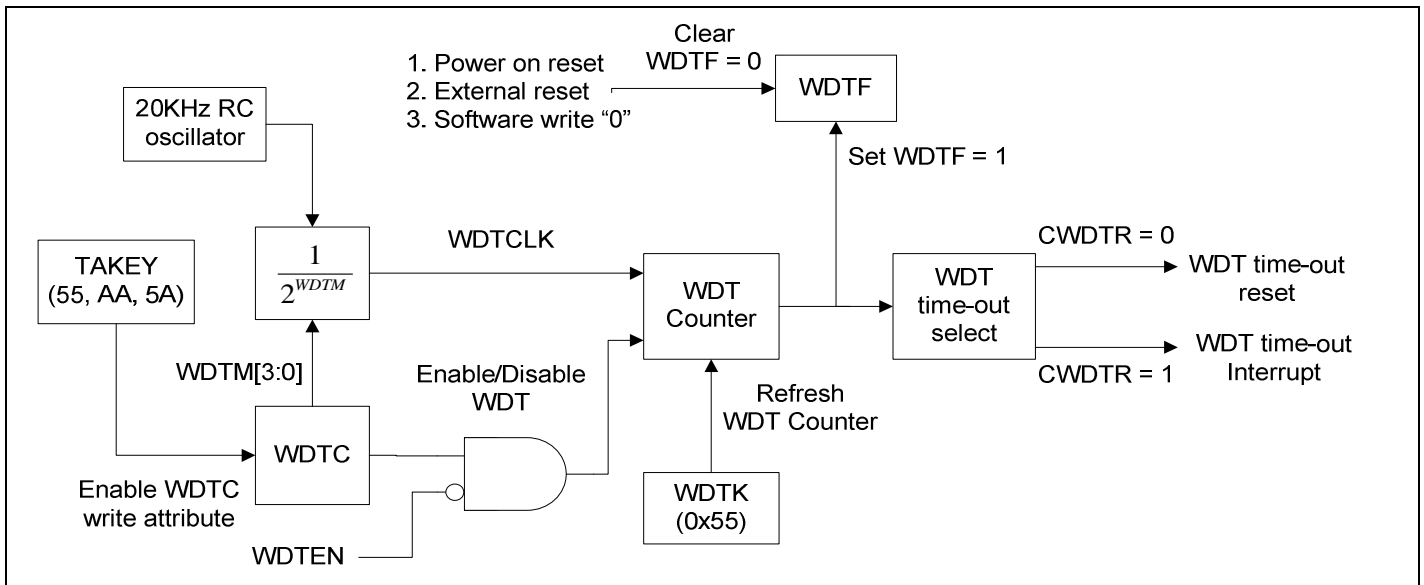 Clear
WDTF = 0
1. Power on reset
2. External reset
3. Software write “0”
WDTF
20KHz RC
oscillator
Set WDTF = 1
TAKEY
(55, AA, 5A)
1
2^WDTM
WDTCLK
WDT
Counter
WDT
time-out
select
CWDTR = 0
WDT time-out
reset
CWDTR = 1
WDT time-out
Interrupt
WDTM[3:0]
Enable/Disable
WDT
Refresh
WDT Counter
WDTC
Enable WDTC
write attribute
WDTK
(0x55)
WDTEN